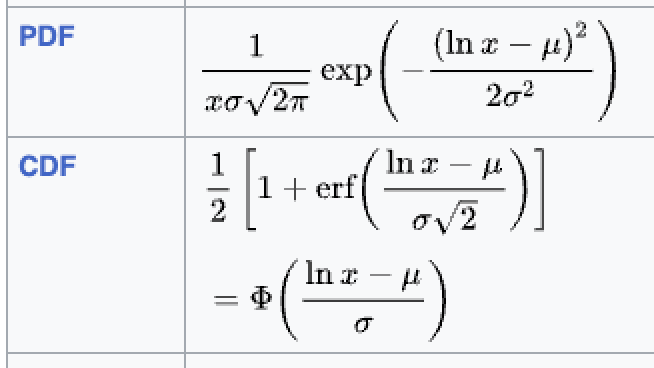 PDF
1/(xσ√(2π)) exp(−(ln x − μ)²/(2σ²))
CDF
1/2 [1 + erf((ln x − μ)/(σ√2))]
= Φ((ln x − μ)/σ)